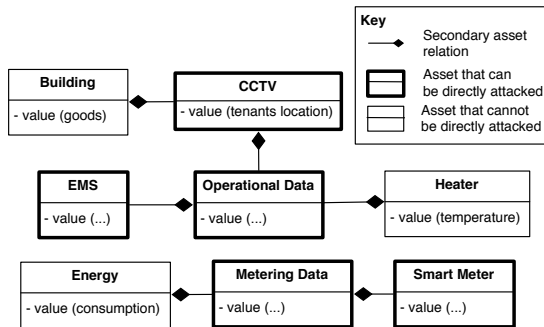 Key
Secondary asset
relation
Asset that can
be directly attacked
Asset that cannot
be directly attacked
Building
- value (goods)
CCTV
- value (tenants location)
EMS
- value (...)
Operational Data
- value (...)
Heater
- value (temperature)
Energy
- value (consumption)
Metering Data
- value (...)
Smart Meter
- value (...)